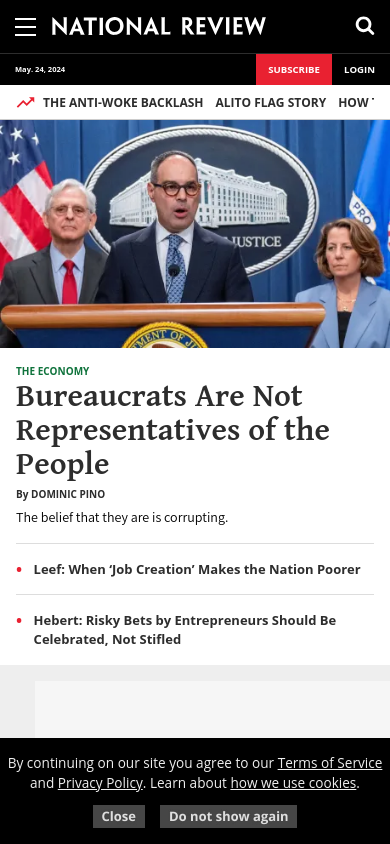 NATIONAL REVIEW
May. 24, 2024
SUBSCRIBE
LOGIN
THE ANTI-WOKE BACKLASH ALITO FLAG STORY HOW
JUSTICE
PRO
THE ECONOMY
Bureaucrats Are Not
Representatives of the
People
By DOMINIC PINO
The belief that they are is corrupting.
• Leef: When ‘Job Creation’ Makes the Nation Poorer
• Hebert: Risky Bets by Entrepreneurs Should Be
Celebrated, Not Stifled
By continuing on our site you agree to our Terms of Service
and Privacy Policy. Learn about how we use cookies.
Close
Do not show again